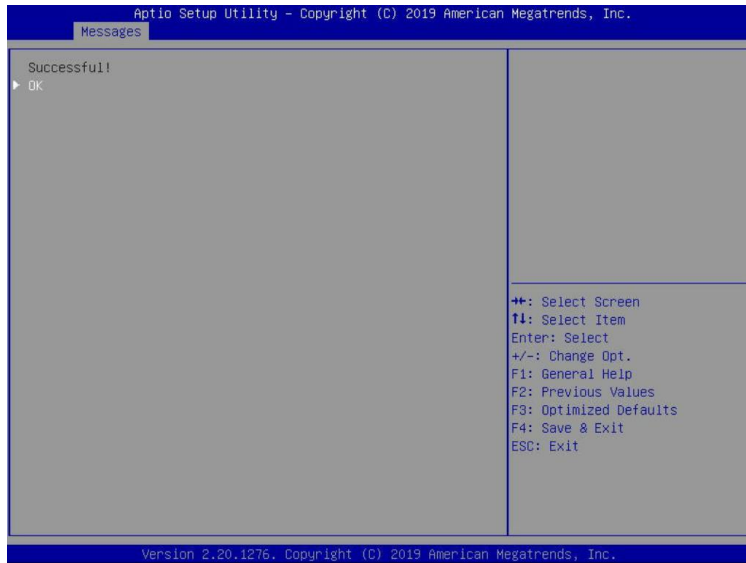 Aptio Setup Utility – Copyright (C) 2019 American Megatrends, Inc.
Messages
Successful!
OK
→←: Select Screen
↑↓: Select Item
Enter: Select
+/-: Change Opt.
F1: General Help
F2: Previous Values
F3: Optimized Defaults
F4: Save & Exit
ESC: Exit
Version 2.20.1276. Copyright (C) 2019 American Megatrends, Inc.